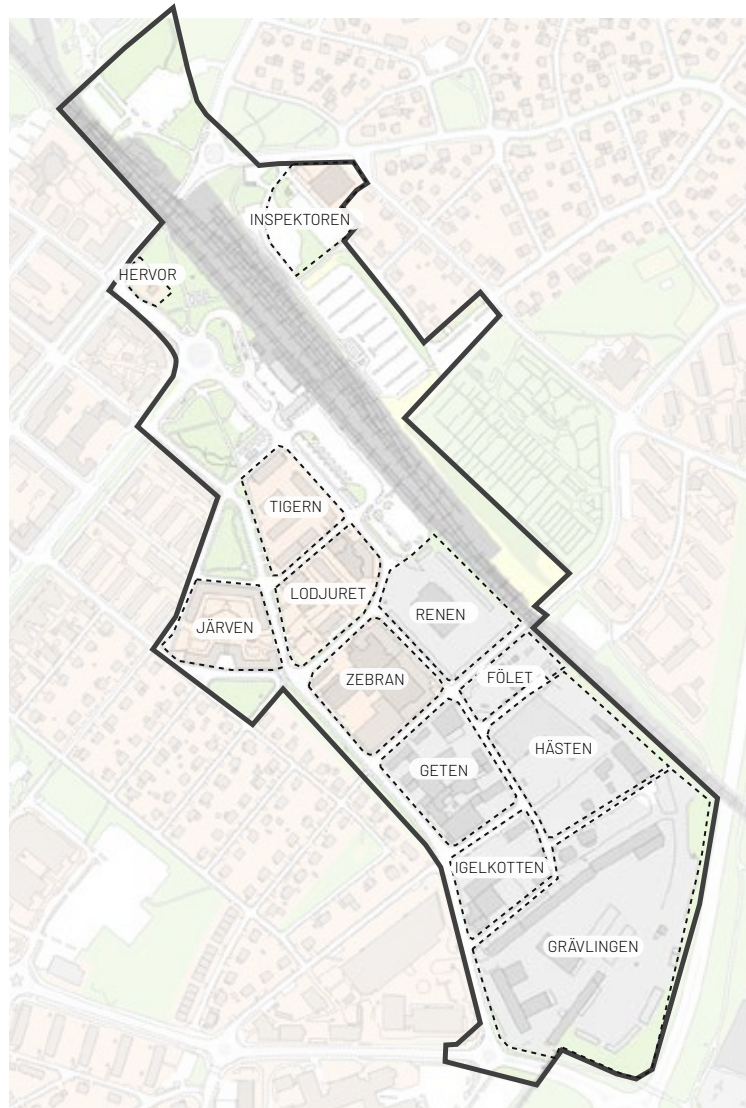 INSPEKTOREN
HERVOR
TIGERN
LODJURET
RENEN
JÄRVEN
ZEBRAN
FÖLET
HÄSTEN
GETEN
IGELKOTTEN
GRÄVLINGEN